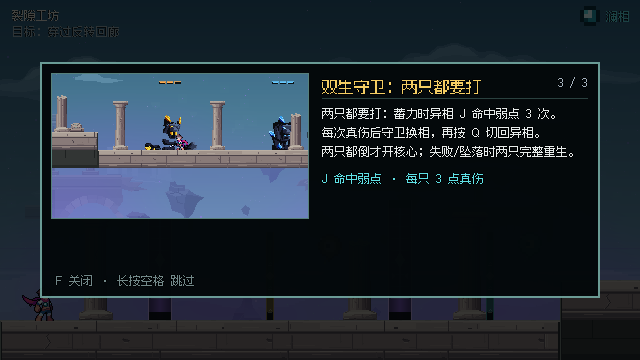 裂隙工坊
目标：穿过反转回廊
澜相
双生守卫：两只都要打
3 / 3
两只都要打：蓄力时异相 J 命中弱点 3 次。
每次真伤后守卫换相，再按 Q 切回异相。
两只都倒才开核心；失败/坠落时两只完整重生。
J 命中弱点 · 每只 3 点真伤
F 关闭 · 长按空格 跳过